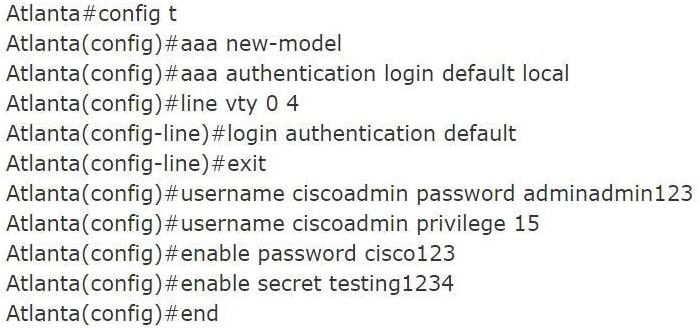 Atlanta#config t
Atlanta(config)#aaa new-model
Atlanta(config)#aaa authentication login default local
Atlanta(config)#line vty 0 4
Atlanta(config-line)#login authentication default
Atlanta(config-line)#exit
Atlanta(config)#username ciscoadmin password adminadmin123
Atlanta(config)#username ciscoadmin privilege 15
Atlanta(config)#enable password cisco123
Atlanta(config)#enable secret testing1234
Atlanta(config)#end